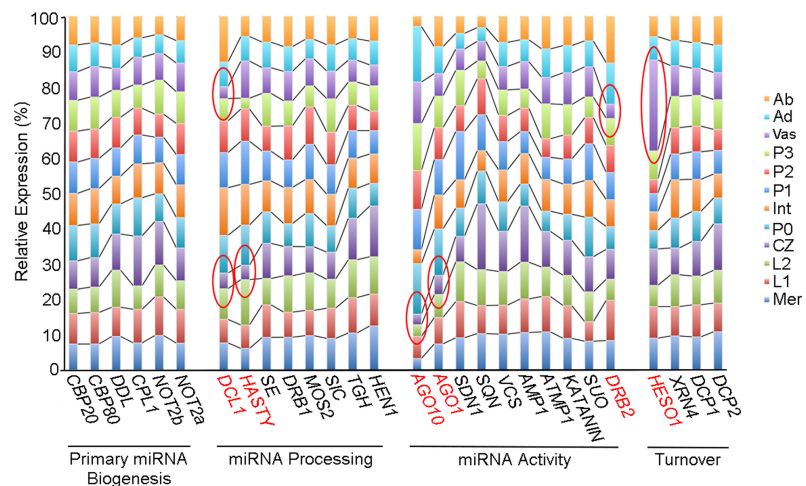 Relative Expression (%)
100
90
80
70
60
50
40
30
20
10
0
CBP20
CBP80
DDL
CPL1
NOT2b
NOT2a
DCL1
HASTY
SE
DRB1
MOS2
SIC
TGH
HEN1
AGO10
AGO1
SDN1
SQN
VCS
AMP1
ATMP1
KATANIN
SUO
DRB2
HESO1
XRN4
DCP1
DCP2
Primary miRNA
Biogenesis
miRNA Processing
miRNA Activity
Turnover
Ab
Ad
Vas
P3
P2
P1
Int
P0
CZ
L2
L1
Mer